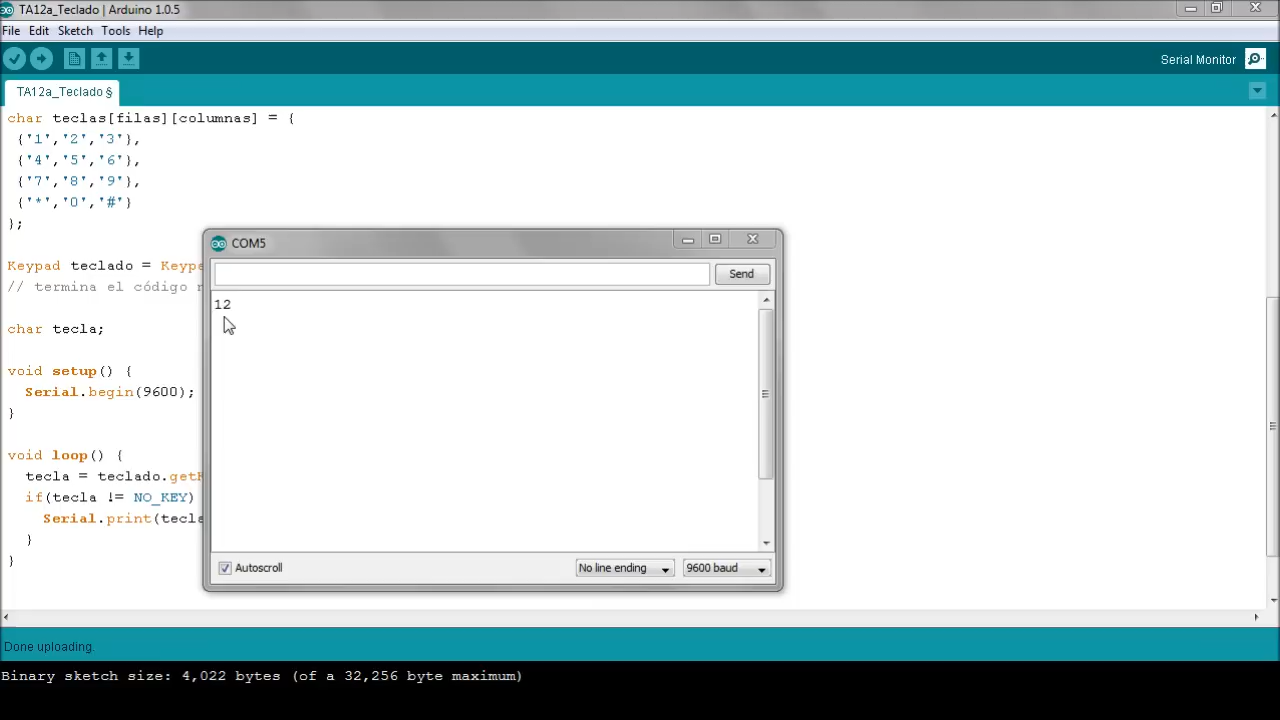 TA12a_Teclado | Arduino 1.0.5
File Edit Sketch Tools Help
Serial Monitor
TA12a_Teclado §
char teclas[filas][columnas] = {
{'1','2','3'},
{'4','5','6'},
{'7','8','9'},
{'*','0','#'}
};
Keypad teclado = Keypa
// termina el código n
char tecla;
void setup() {
Serial.begin(9600);
}
void loop() {
tecla = teclado.getK
if(tecla != NO_KEY)
Serial.print(tecla
}
}
COM5
Send
12
Autoscroll
No line ending
9600 baud
Done uploading.
Binary sketch size: 4,022 bytes (of a 32,256 byte maximum)